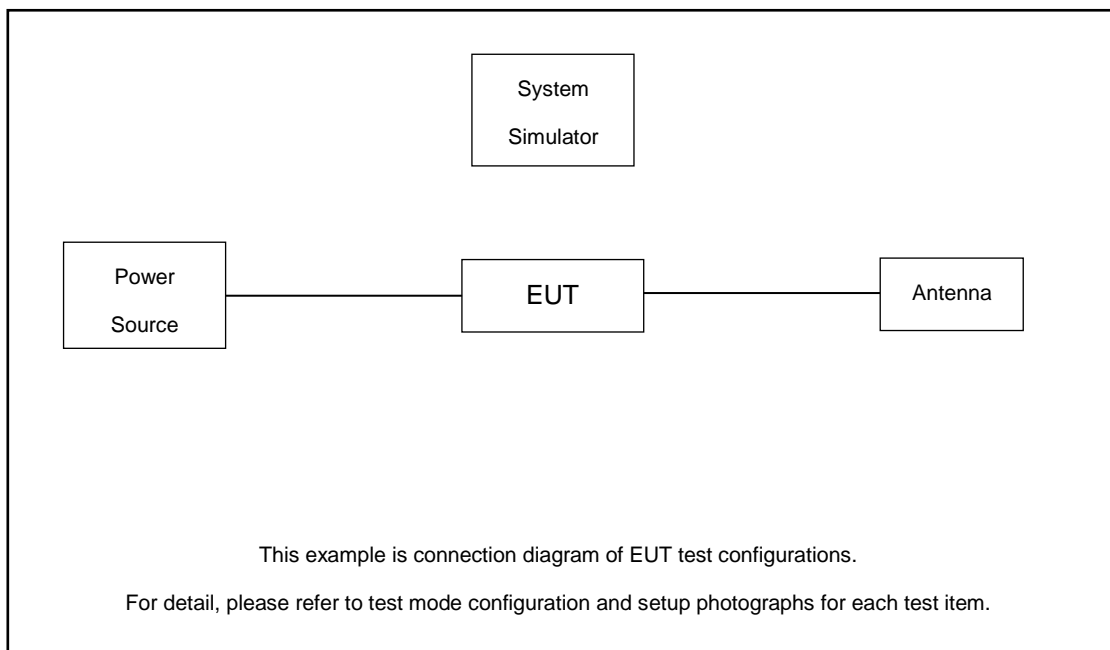 System
Simulator
Power
Source
EUT
Antenna
This example is connection diagram of EUT test configurations.
For detail, please refer to test mode configuration and setup photographs for each test item.